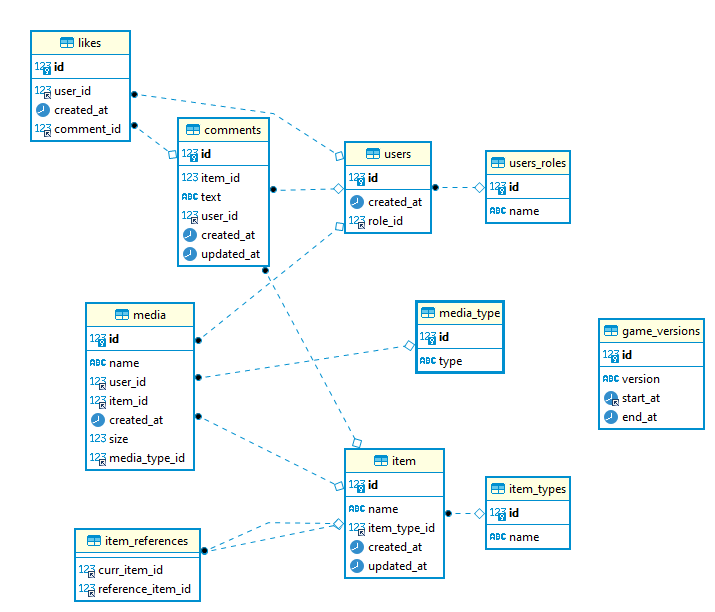 likes
123 id
123 user_id
created_at
123 comment_id
comments
123 id
123 item_id
ABC text
123 user_id
created_at
updated_at
users
123 id
created_at
123 role_id
users_roles
123 id
ABC name
media
123 id
ABC name
123 user_id
123 item_id
created_at
123 size
123 media_type_id
media_type
123 id
ABC type
game_versions
123 id
ABC version
start_at
end_at
item
123 id
ABC name
123 item_type_id
created_at
updated_at
item_types
123 id
ABC name
item_references
123 curr_item_id
123 reference_item_id